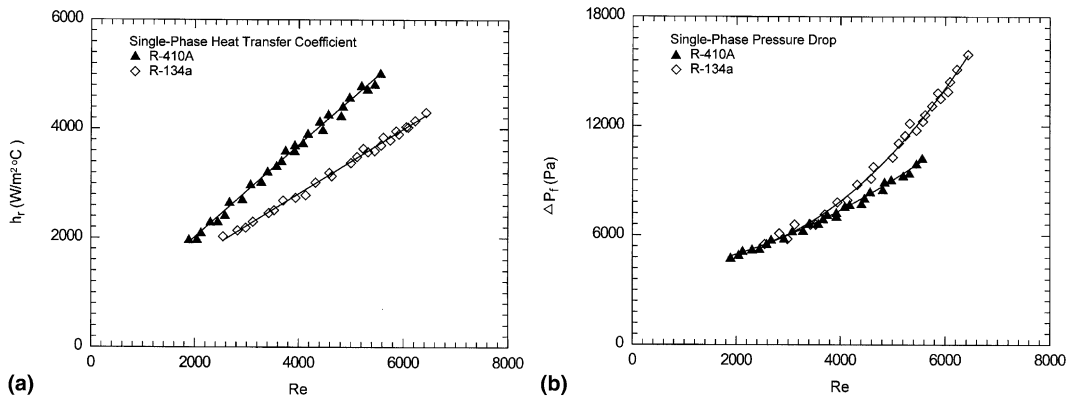 6000
4000
2000
0
h_r (W/m²·°C)
Single-Phase Heat Transfer Coefficient
R-410A
R-134a
0
2000
4000
6000
8000
Re
(a)
18000
12000
6000
0
△P_f (Pa)
Single-Phase Pressure Drop
R-410A
R-134a
0
2000
4000
6000
8000
Re
(b)